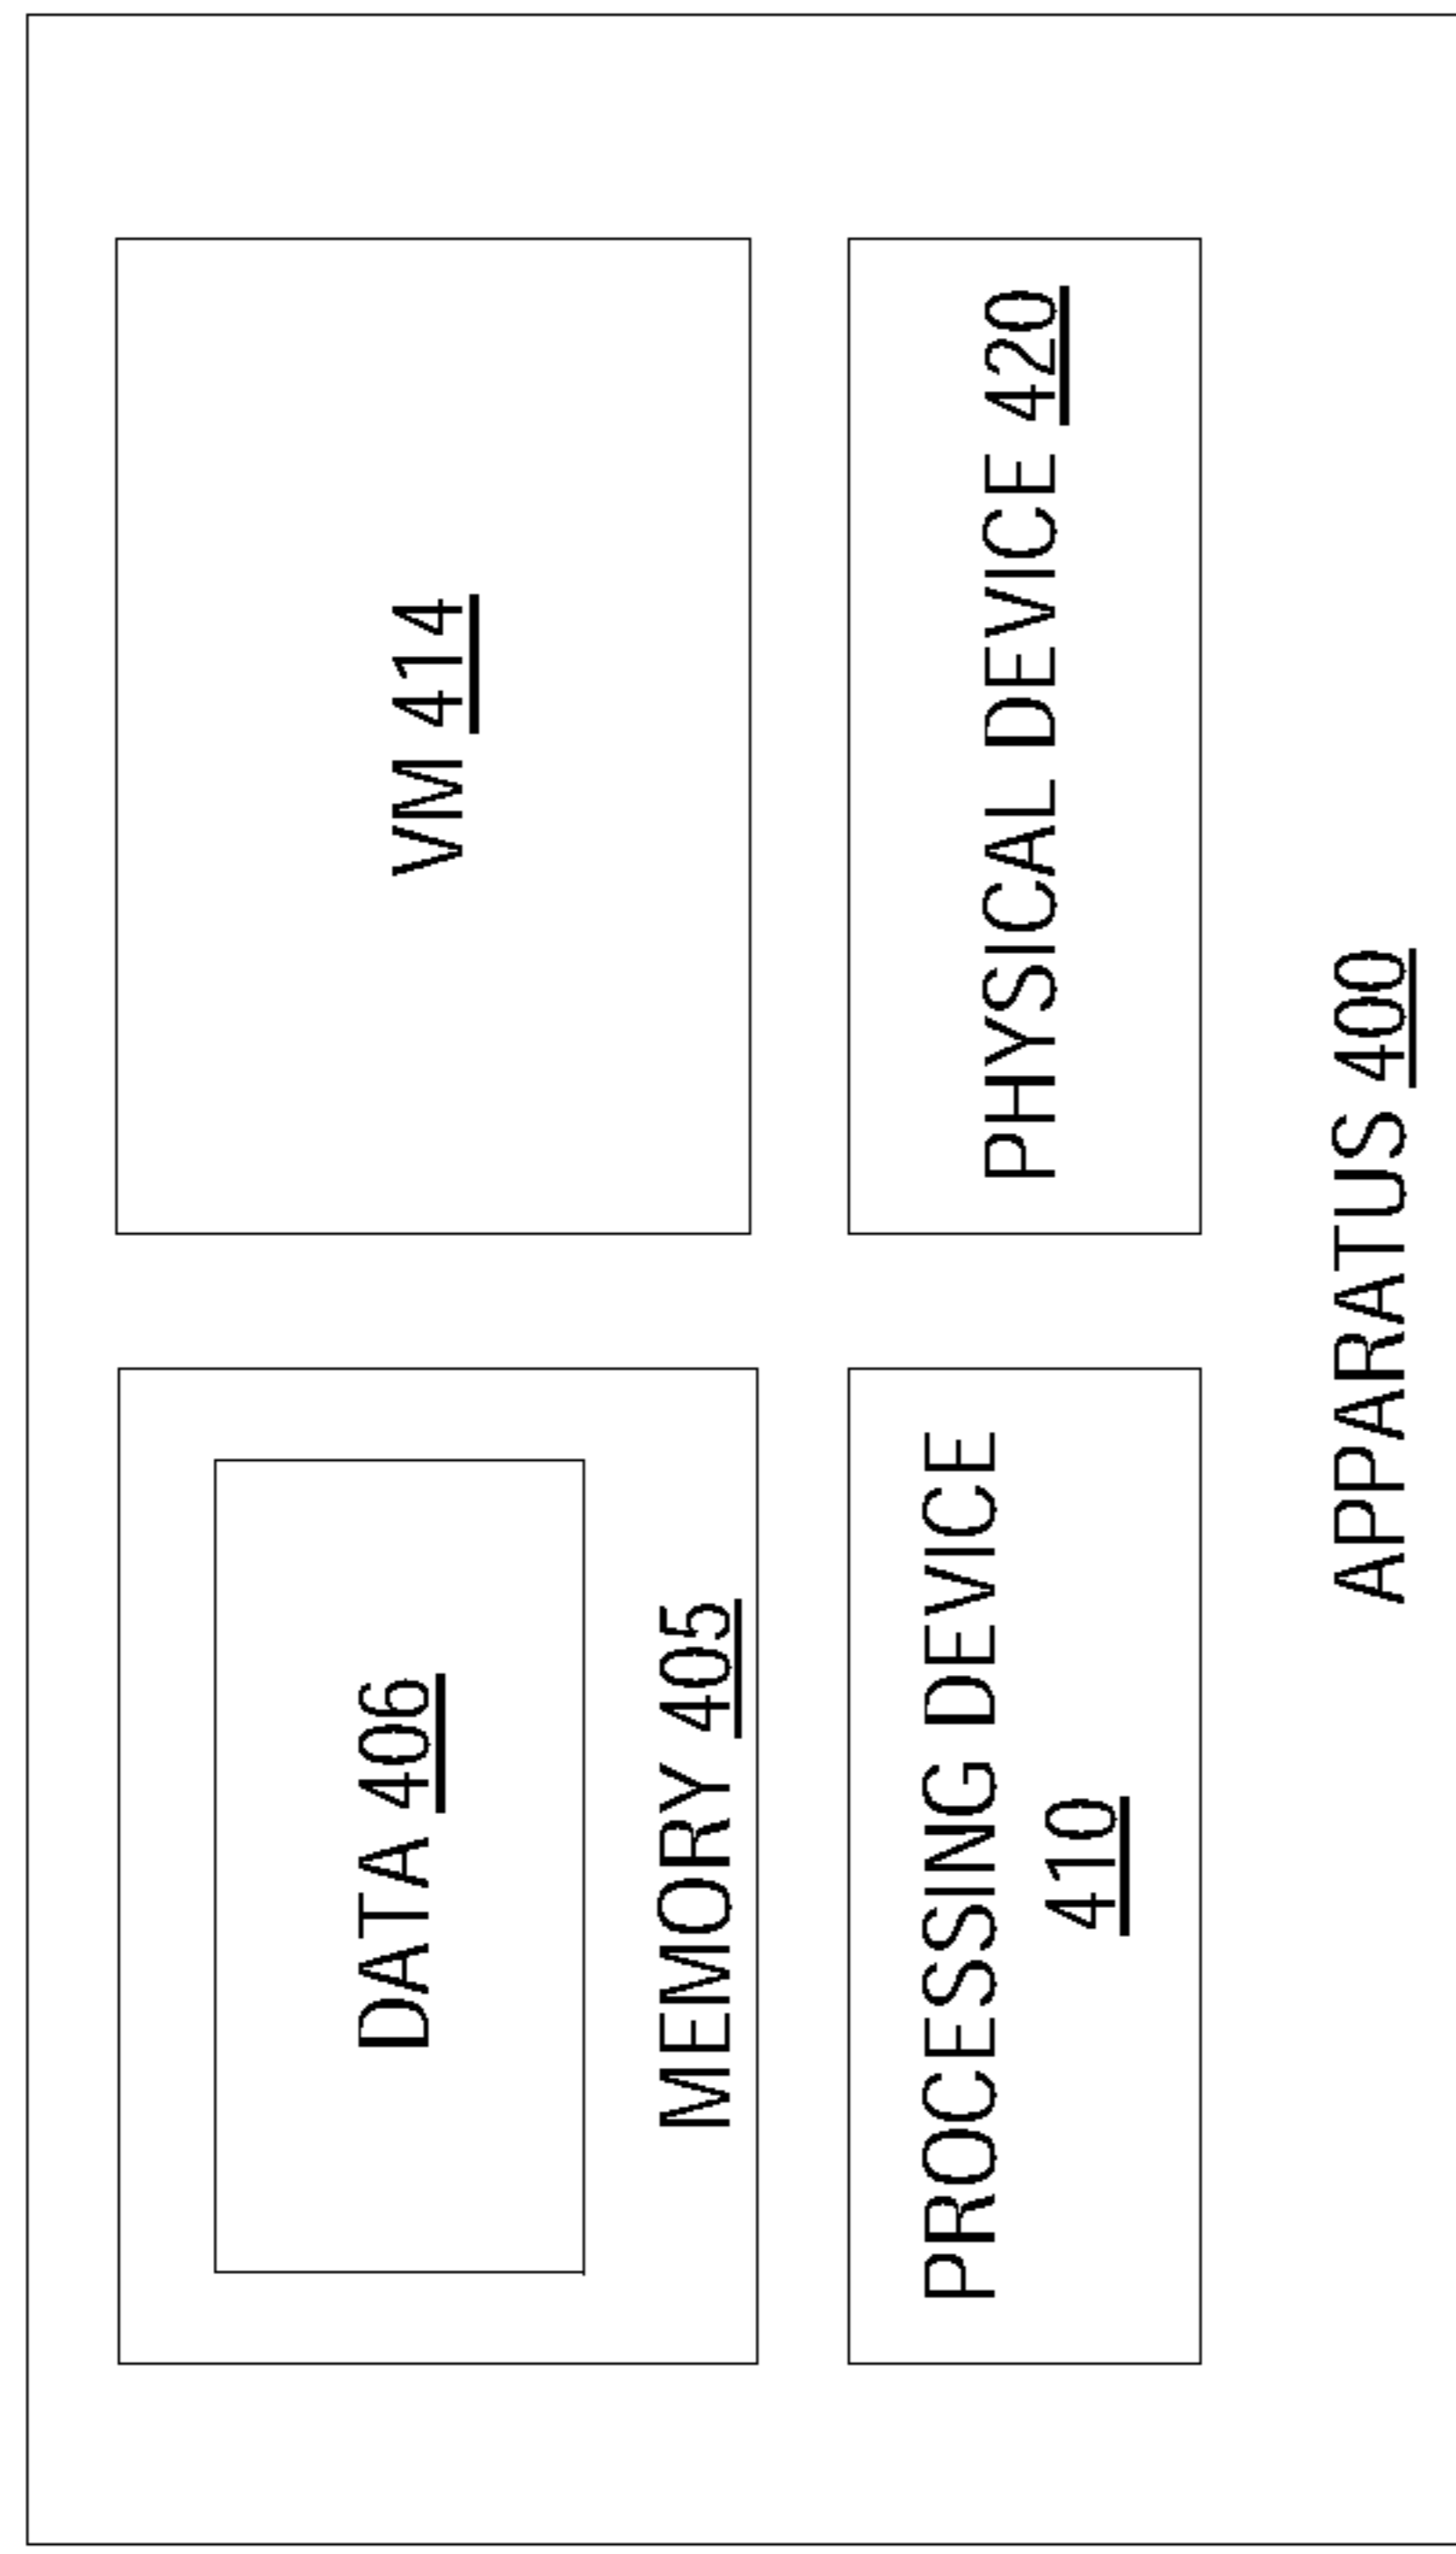 DATA 406
MEMORY 405
VM 414
PROCESSING DEVICE
410
PHYSICAL DEVICE 420
APPARATUS 400